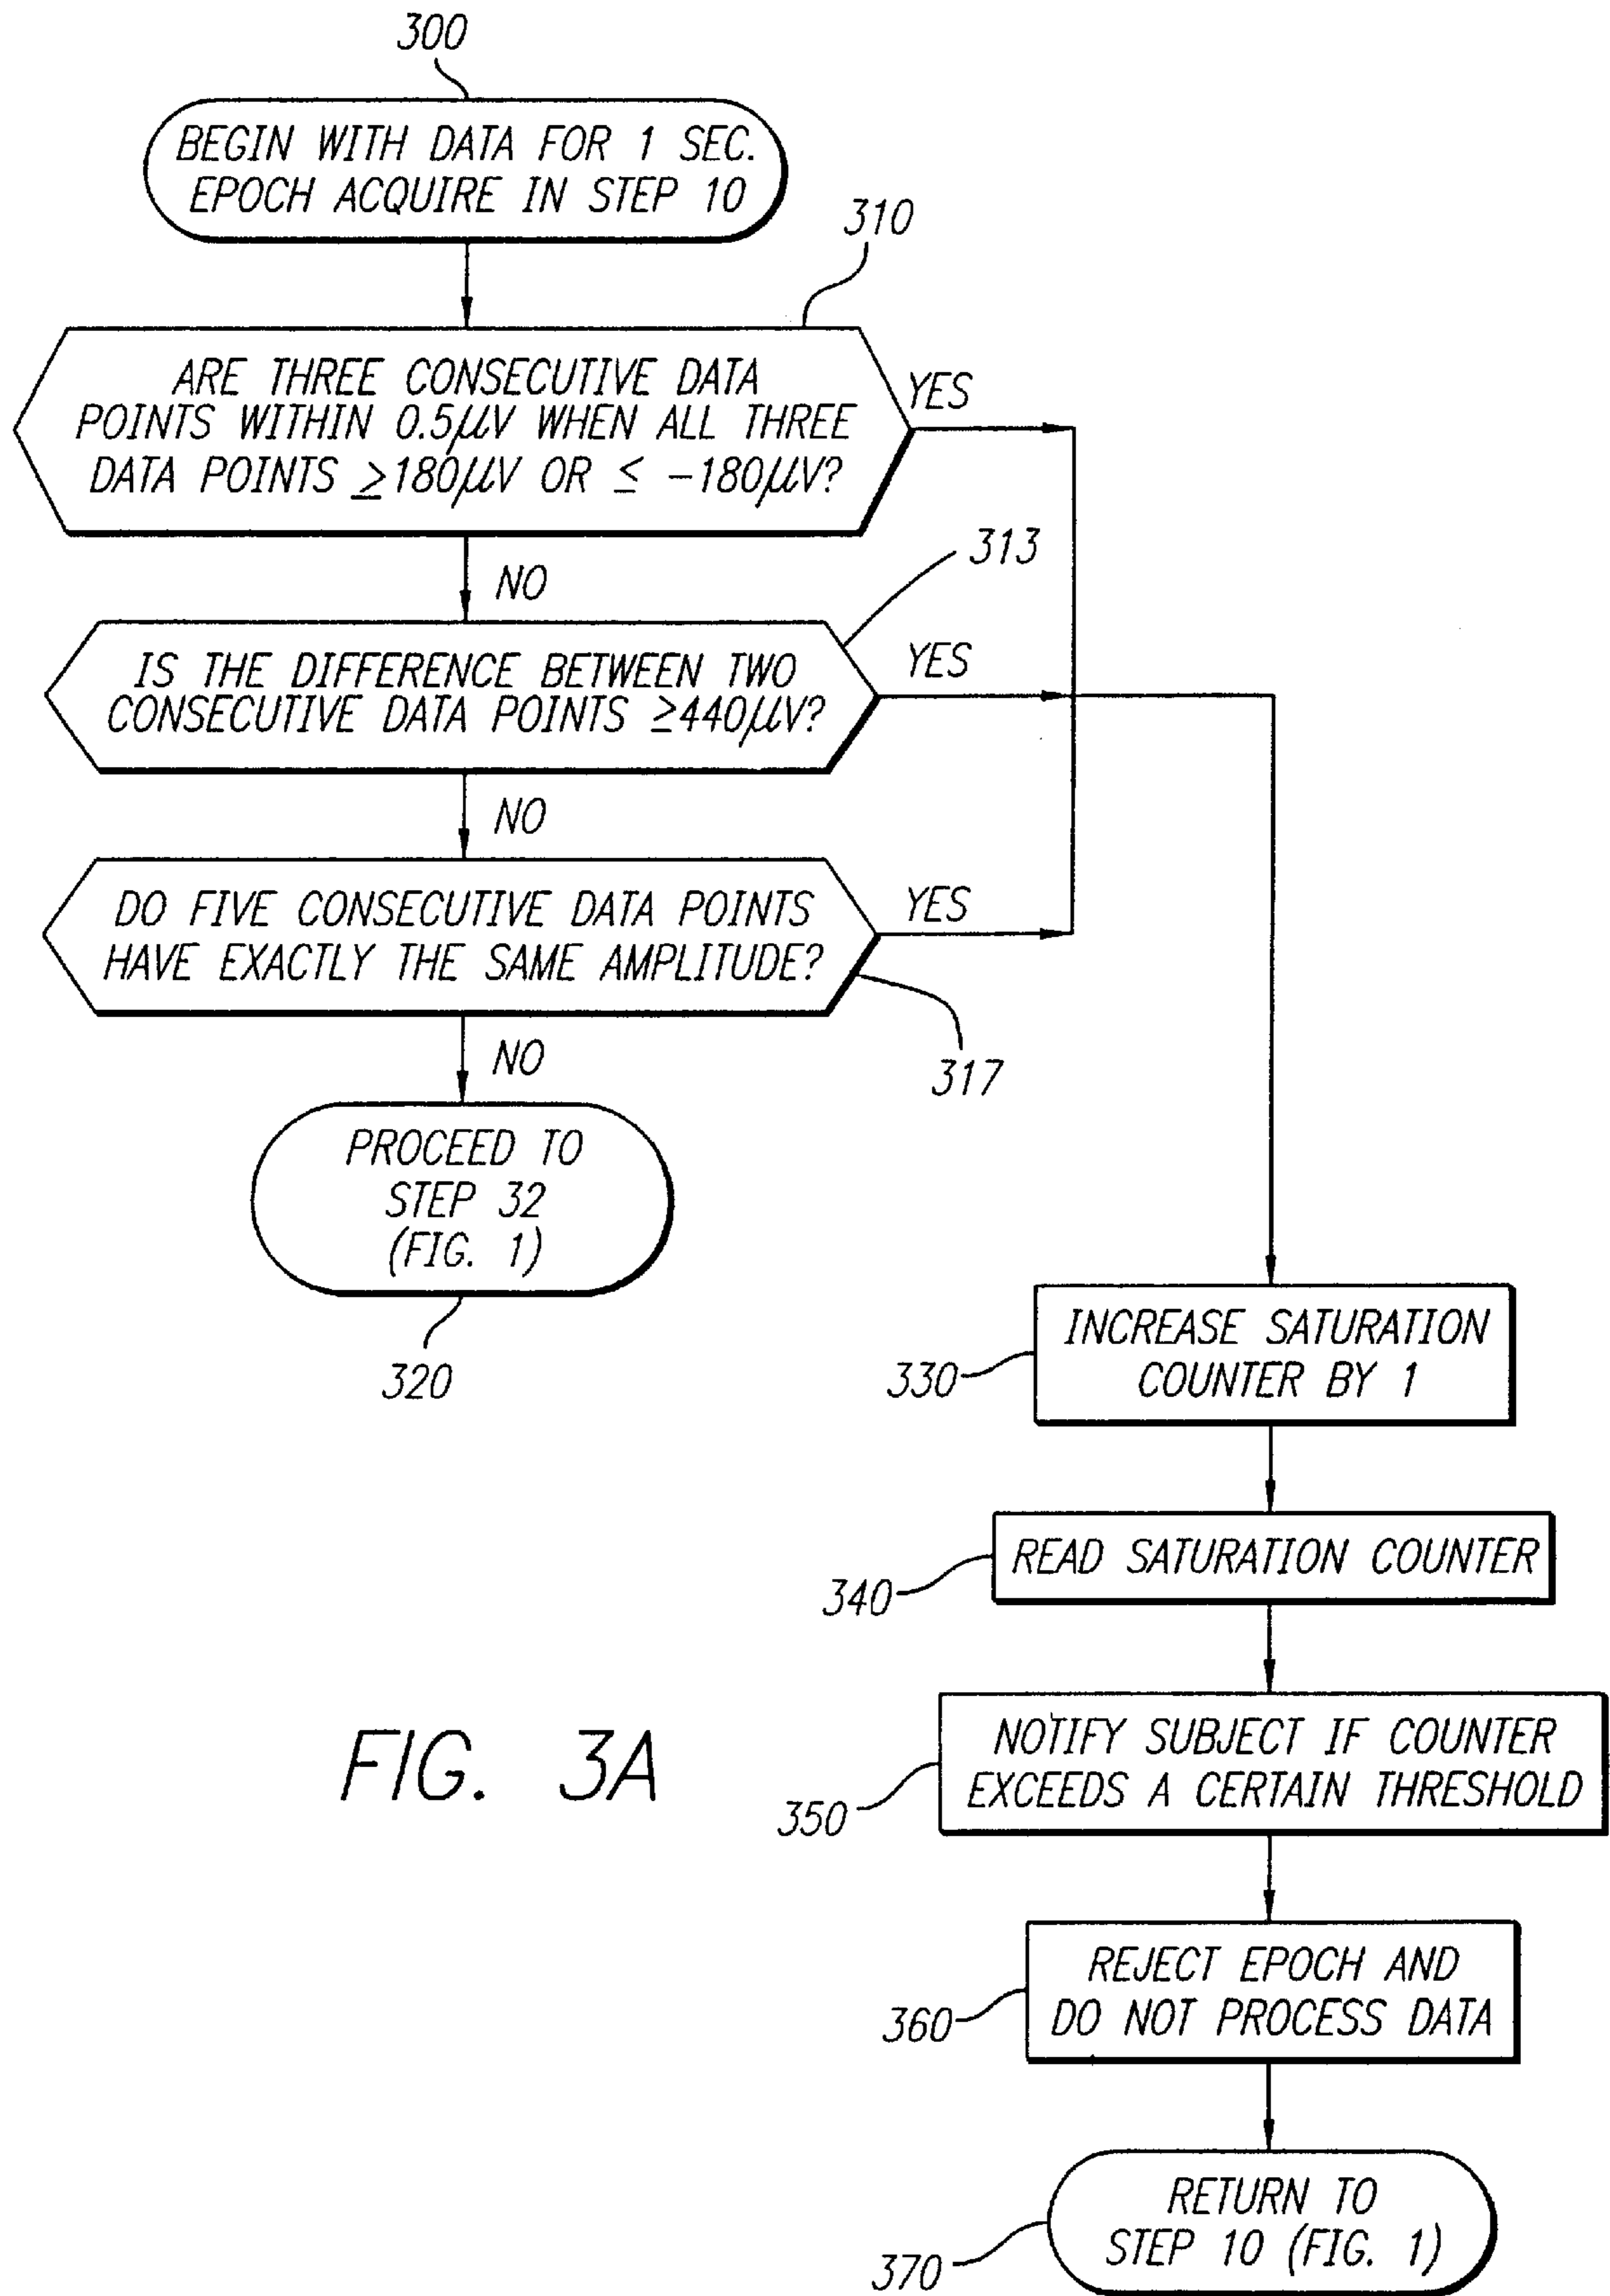 300
BEGIN WITH DATA FOR 1 SEC.
EPOCH ACQUIRE IN STEP 10
310
ARE THREE CONSECUTIVE DATA
POINTS WITHIN 0.5µV WHEN ALL THREE
DATA POINTS ≥180µV OR ≤ -180µV?
YES
NO
313
IS THE DIFFERENCE BETWEEN TWO
CONSECUTIVE DATA POINTS ≥440µV?
YES
NO
DO FIVE CONSECUTIVE DATA POINTS
HAVE EXACTLY THE SAME AMPLITUDE?
YES
317
NO
PROCEED TO
STEP 32
(FIG. 1)
320
INCREASE SATURATION
COUNTER BY 1
330
READ SATURATION COUNTER
340
NOTIFY SUBJECT IF COUNTER
EXCEEDS A CERTAIN THRESHOLD
350
FIG. 3A
REJECT EPOCH AND
DO NOT PROCESS DATA
360
RETURN TO
STEP 10 (FIG. 1)
370